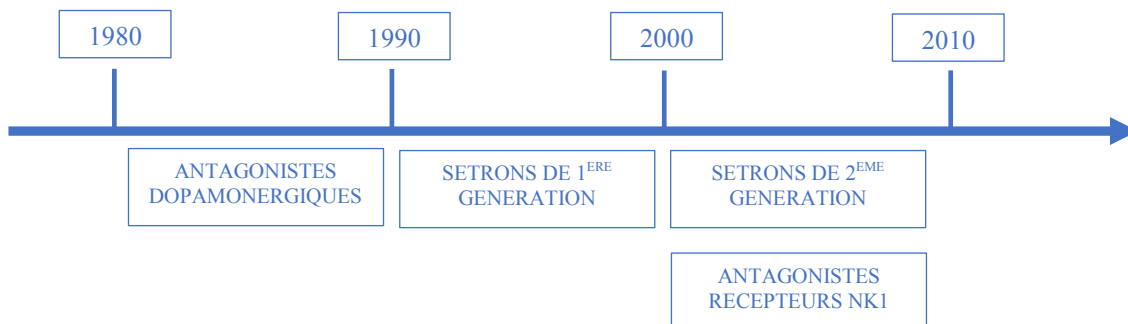 1980
1990
2000
2010
ANTAGONISTES
DOPAMONERGIQUES
SETRONS DE 1ERE
GENERATION
SETRONS DE 2EME
GENERATION
ANTAGONISTES
RECEPTEURS NK1